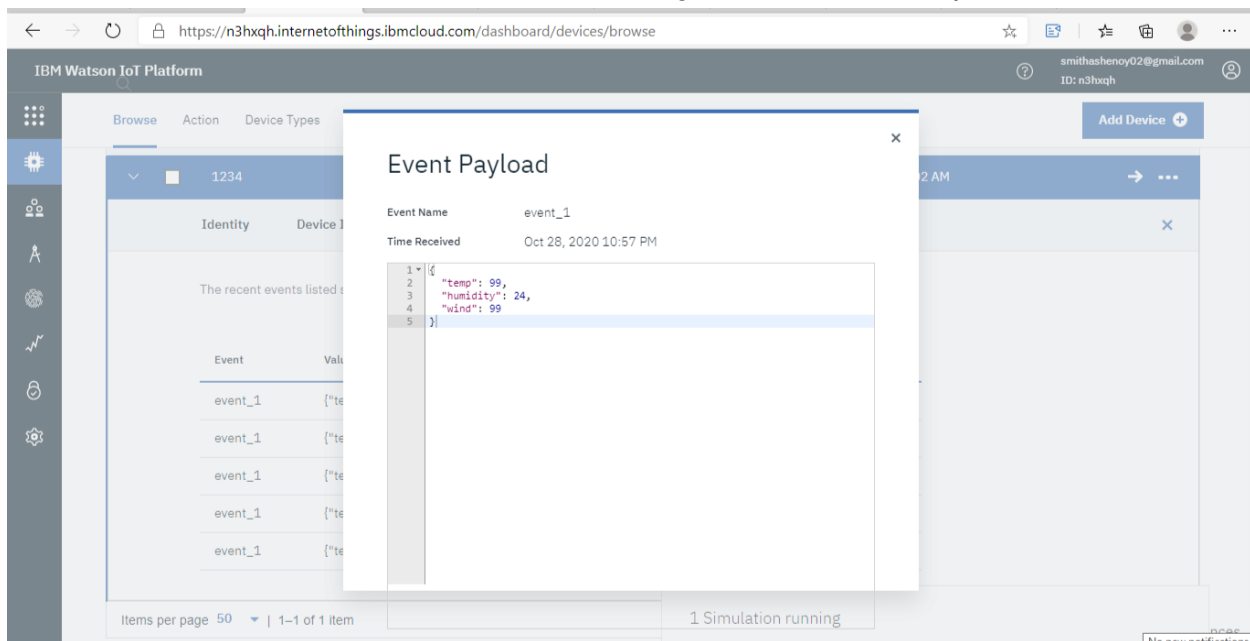 https://n3hxqh.internetofthings.ibmcloud.com/dashboard/devices/browse
IBM Watson IoT Platform
smithashenoy02@gmail.com
ID: n3hxqh
Browse Action Device Types
Add Device
1234
02 AM
Identity Device I
The recent events listed s
Event Valu
event_1 {"te
event_1 {"te
event_1 {"te
event_1 {"te
event_1 {"te
Items per page 50 | 1–1 of 1 item
1 Simulation running
Event Payload
Event Name event_1
Time Received Oct 28, 2020 10:57 PM
1 {
2 "temp": 99,
3 "humidity": 24,
4 "wind": 99
5 }